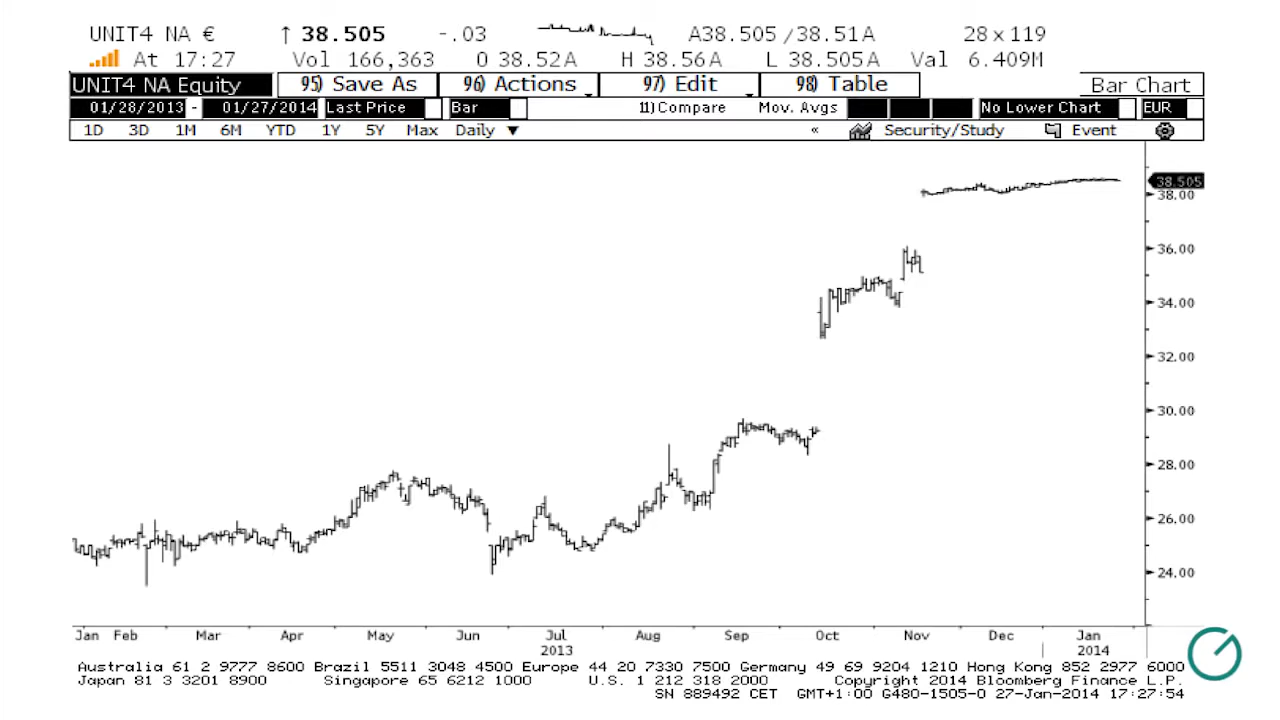 UNIT4 NA € ↑ 38.505 -.03 A38.505 /38.51A 28×119
At 17:27 Vol 166,363 O 38.52A H 38.56A L 38.505A Val 6.409M
UNIT4 NA Equity 95) Save As 96) Actions 97) Edit 98) Table Bar Chart
01/28/2013 - 01/27/2014 Last Price Bar 11)Compare Mov. Avgs No Lower Chart EUR
1D 3D 1M 6M YTD 1Y 5Y Max Daily ▼ « Security/Study Event
38.505
38.00
36.00
34.00
32.00
30.00
28.00
26.00
24.00
Jan Feb Mar Apr May Jun Jul Aug Sep Oct Nov Dec Jan
2013 2014
Australia 61 2 9777 8600 Brazil 5511 3048 4500 Europe 44 20 7330 7500 Germany 49 69 9204 1210 Hong Kong 852 2977 6000
Japan 81 3 3201 8900 Singapore 65 6212 1000 U.S. 1 212 318 2000 Copyright 2014 Bloomberg Finance L.P.
SN 889492 CET GMT+1:00 G480-1505-0 27-Jan-2014 17:27:54